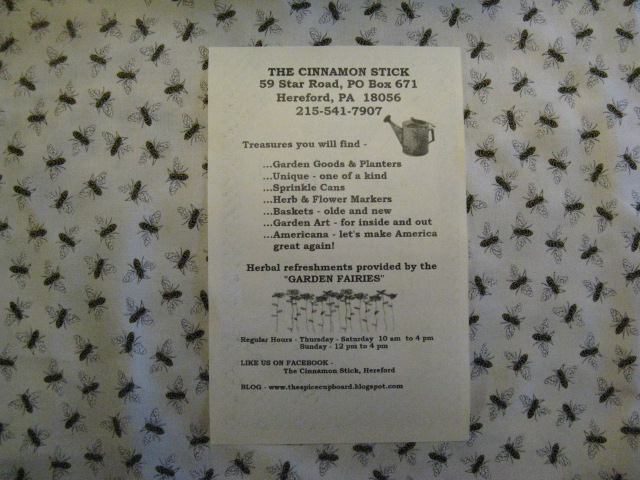 THE CINNAMON STICK
59 Star Road, PO Box 671
Hereford, PA 18056
215-541-7907
Treasures you will find -
...Garden Goods & Planters
...Unique - one of a kind
...Sprinkle Cans
...Herb & Flower Markers
...Baskets - olde and new
...Garden Art - for inside and out
...Americana - let's make America
great again!
Herbal refreshments provided by the
"GARDEN FAIRIES"
Regular Hours - Thursday - Saturday 10 am to 4 pm
Sunday - 12 pm to 4 pm
LIKE US ON FACEBOOK -
The Cinnamon Stick, Hereford
BLOG - www.thespicecupboard.blogspot.com